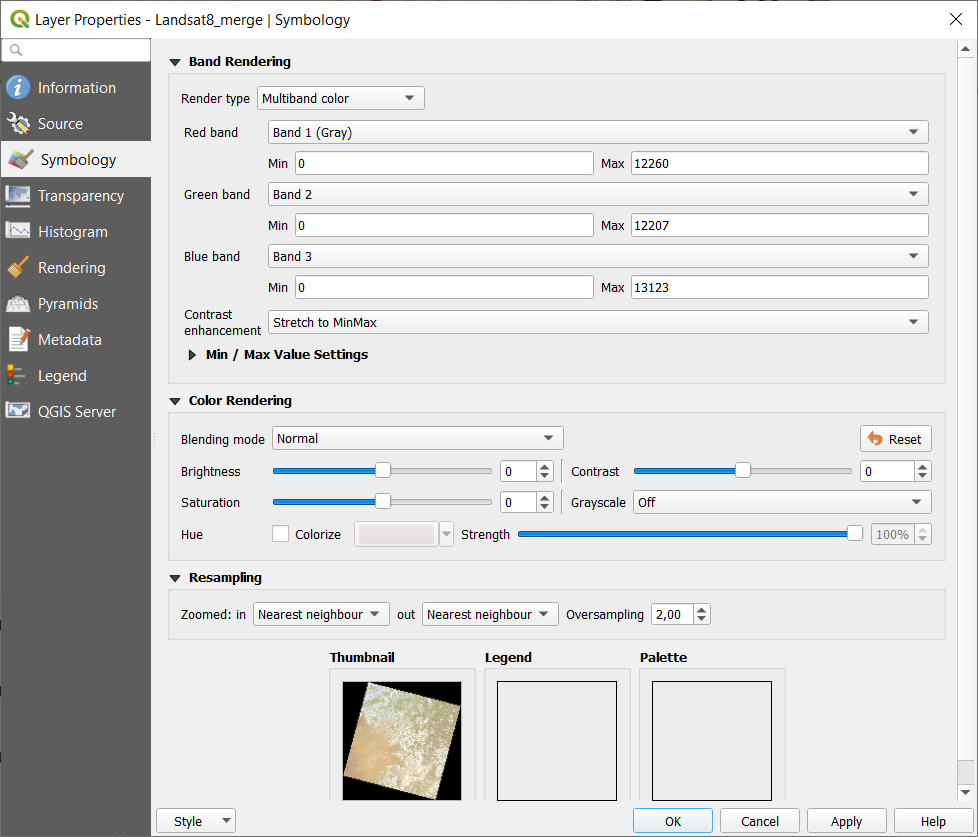 Layer Properties - Landsat8_merge | Symbology
Information
Source
Symbology
Transparency
Histogram
Rendering
Pyramids
Metadata
Legend
QGIS Server
Band Rendering
Render type Multiband color
Red band Band 1 (Gray)
Min 0 Max 12260
Green band Band 2
Min 0 Max 12207
Blue band Band 3
Min 0 Max 13123
Contrast
enhancement Stretch to MinMax
Min / Max Value Settings
Color Rendering
Blending mode Normal Reset
Brightness 0 Contrast 0
Saturation 0 Grayscale Off
Hue Colorize Strength 100%
Resampling
Zoomed: in Nearest neighbour out Nearest neighbour Oversampling 2,00
Thumbnail Legend Palette
Style OK Cancel Apply Help